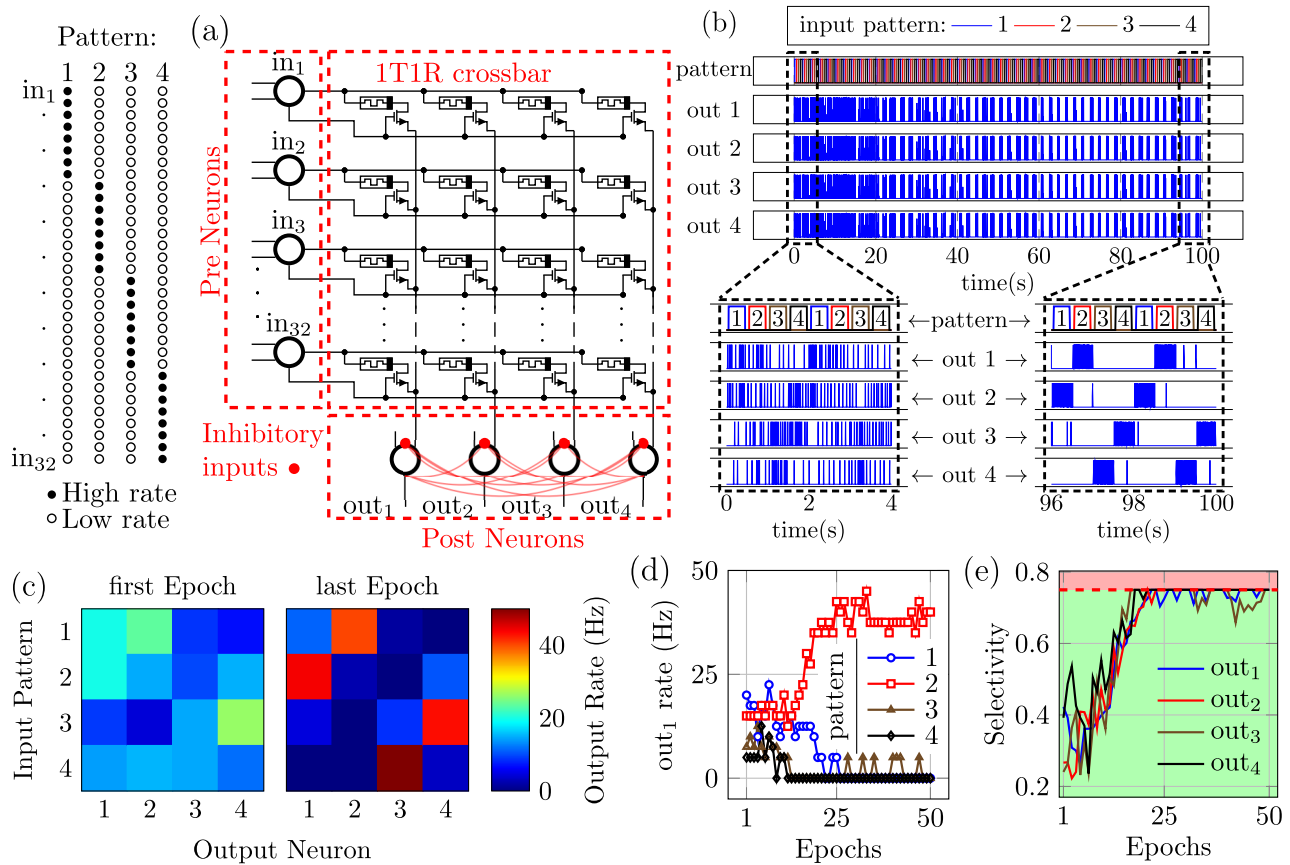 Pattern:
1 2 3 4
in1
in32
● High rate
○ Low rate
(a)
in1
1T1R crossbar
in2
in3
in32
Pre Neurons
Inhibitory
inputs
out1 out2 out3 out4
Post Neurons
(b)
input pattern: 1 2 3 4
pattern
out 1
out 2
out 3
out 4
0 20 40 60 80 100
time(s)
1 2 3 4 1 2 3 4 ←pattern→ 1 2 3 4 1 2 3 4
← out 1 →
← out 2 →
← out 3 →
← out 4 →
0 2 4 96 98 100
time(s) time(s)
(c)
first Epoch last Epoch
Input Pattern
1
2
3
4
1 2 3 4 1 2 3 4
Output Neuron
40
20
0
Output Rate (Hz)
(d)
out1 rate (Hz)
50
25
0
pattern
1
2
3
4
1 25 50
Epochs
(e)
Selectivity
0.8
0.6
0.4
0.2
out1
out2
out3
out4
1 25 50
Epochs